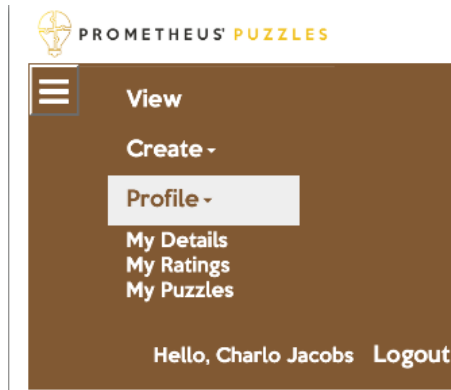 PROMETHEUS' PUZZLES
View
Create
Profile
My Details
My Ratings
My Puzzles
Hello, Charlo Jacobs Logout